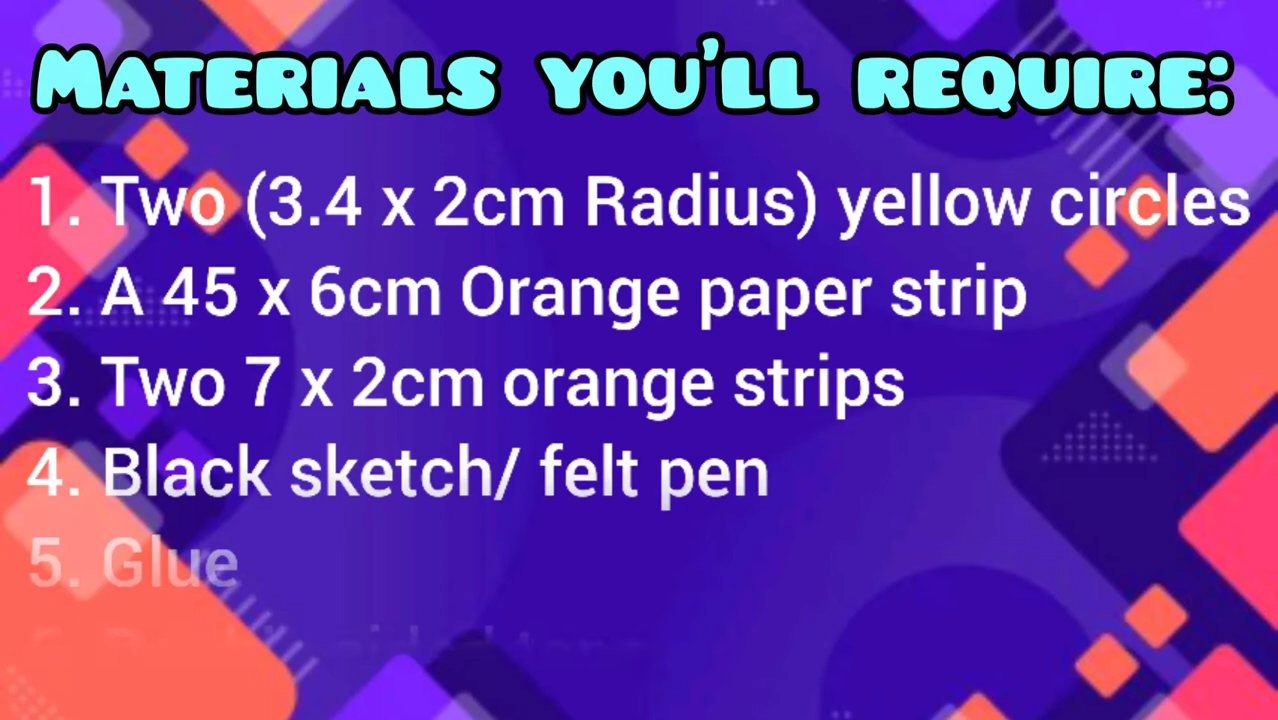 Materials you'll require:
1. Two (3.4 x 2cm Radius) yellow circles
2. A 45 x 6cm Orange paper strip
3. Two 7 x 2cm orange strips
4. Black sketch/ felt pen
5. Glue